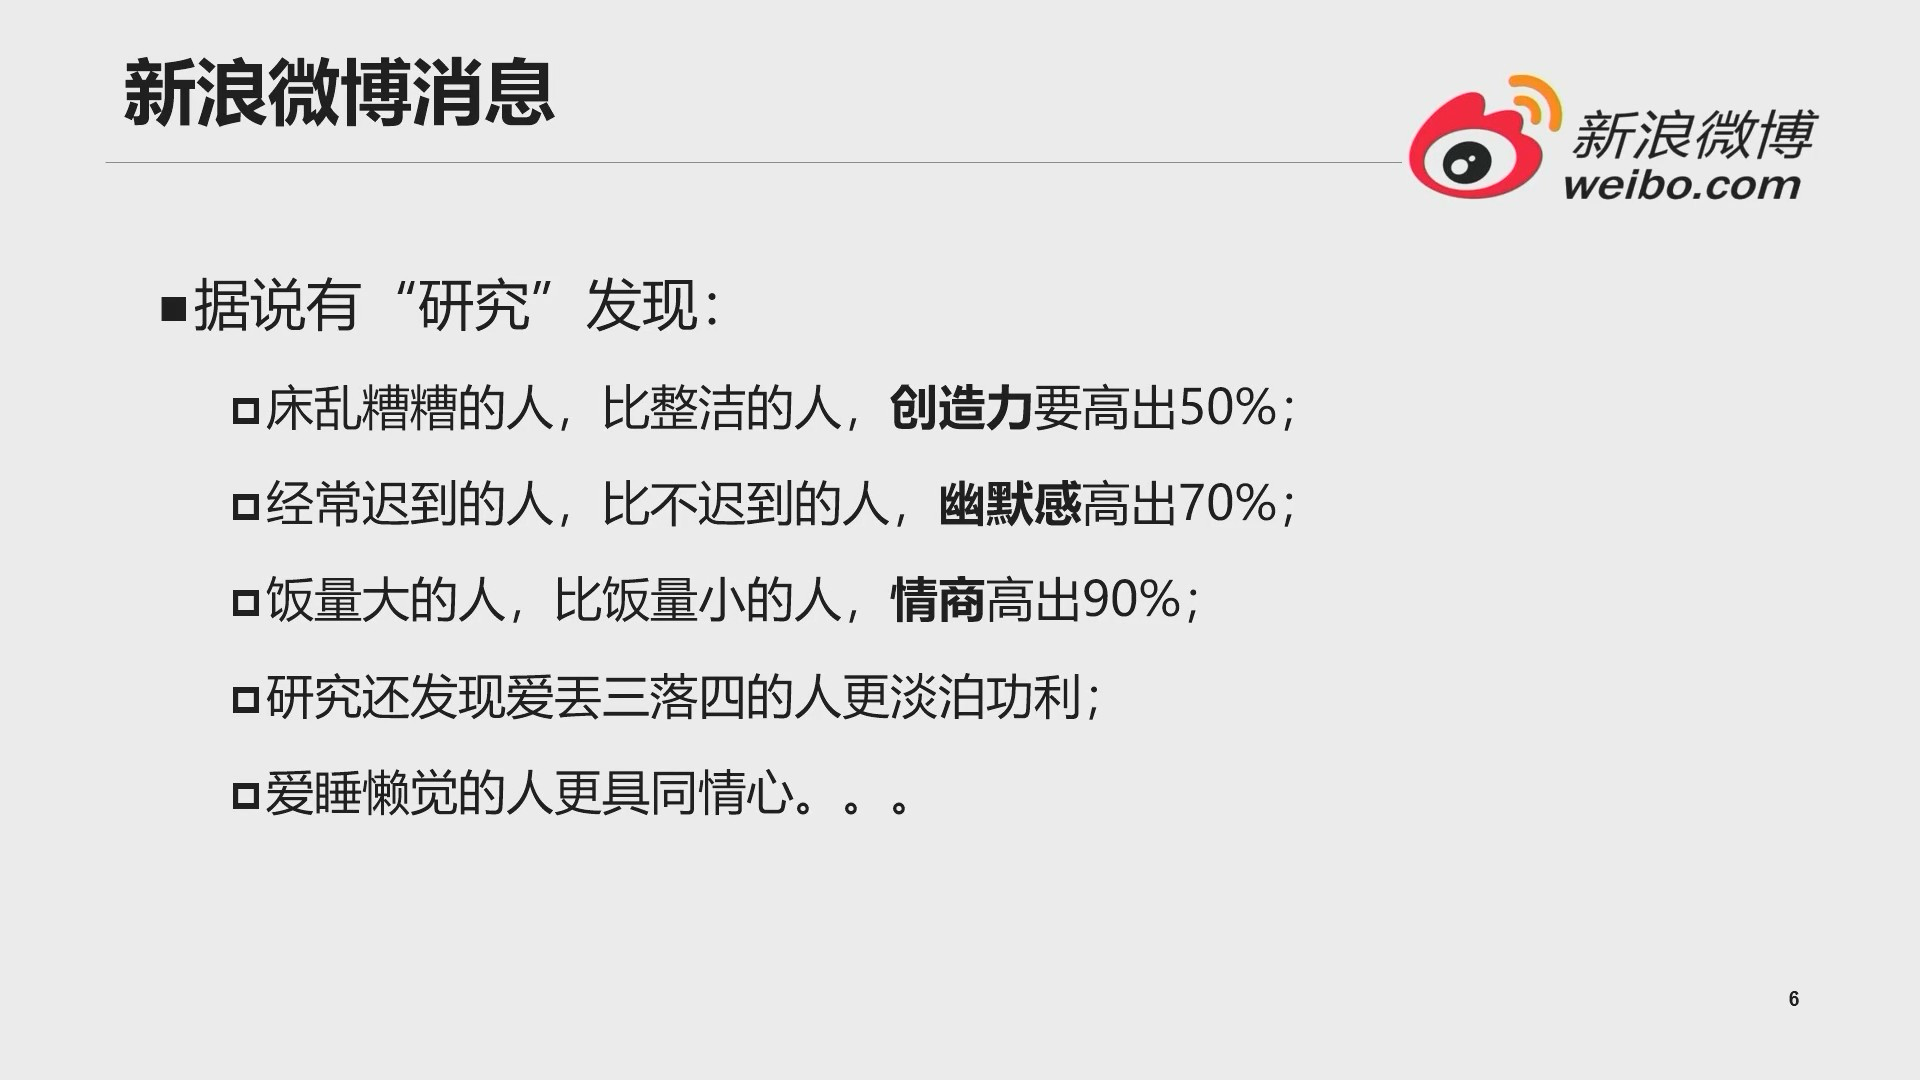 新浪微博消息
新浪微博
weibo.com
■据说有“研究”发现：
床乱糟糟的人，比整洁的人，创造力要高出50%；
经常迟到的人，比不迟到的人，幽默感高出70%；
饭量大的人，比饭量小的人，情商高出90%；
研究还发现爱丢三落四的人更淡泊功利；
爱睡懒觉的人更具同情心。。。
6